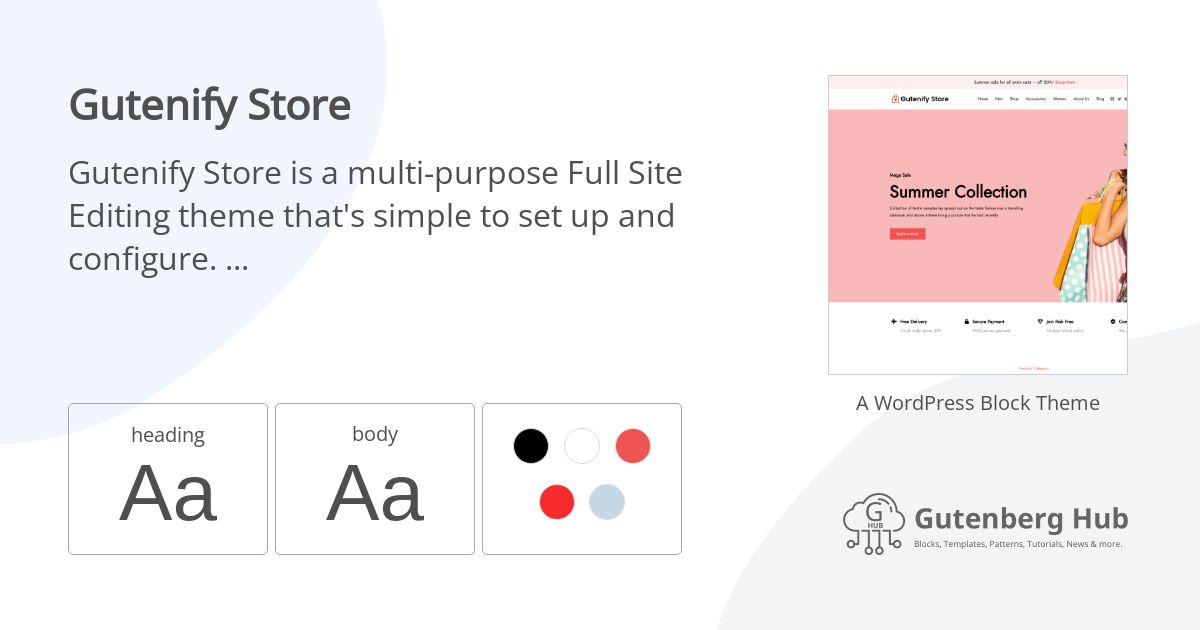 Gutenify Store
Gutenify Store is a multi-purpose Full Site
Editing theme that's simple to set up and
configure. ...
heading
Aa
body
Aa
Summer sale for all swim suits – off 50%! Shop Now
Gutenify Store
Home Men Shop Accessories Women About Us Blog
Mega Sale
Summer Collection
Collection of textile samples lay spread out on the table Samsa was a travelling
salesman and above it there hung a picture that he had recently
Explore More
Free Delivery
Secure Payment
Join Risk Free
100% secure payment
Popular Category
A WordPress Block Theme
G
HUB
Gutenberg Hub
Blocks, Templates, Patterns, Tutorials, News & more.